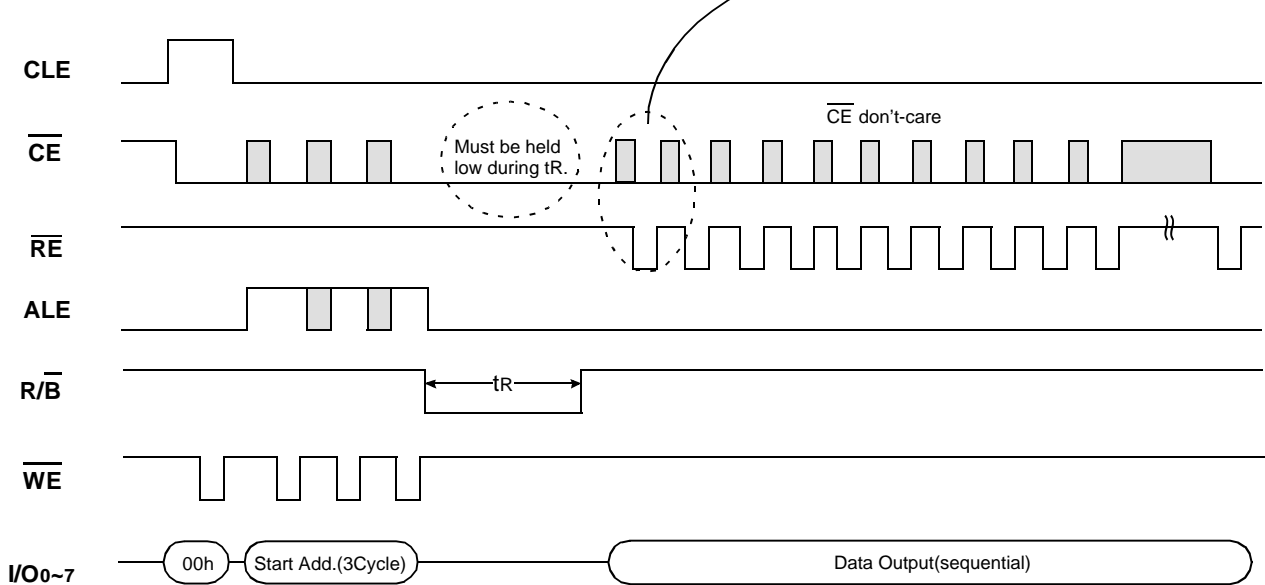 CLE
CE don't-care
CE
Must be held
low during tR.
RE
ALE
R/B
tR
WE
I/O0~7
00h
Start Add.(3Cycle)
Data Output(sequential)